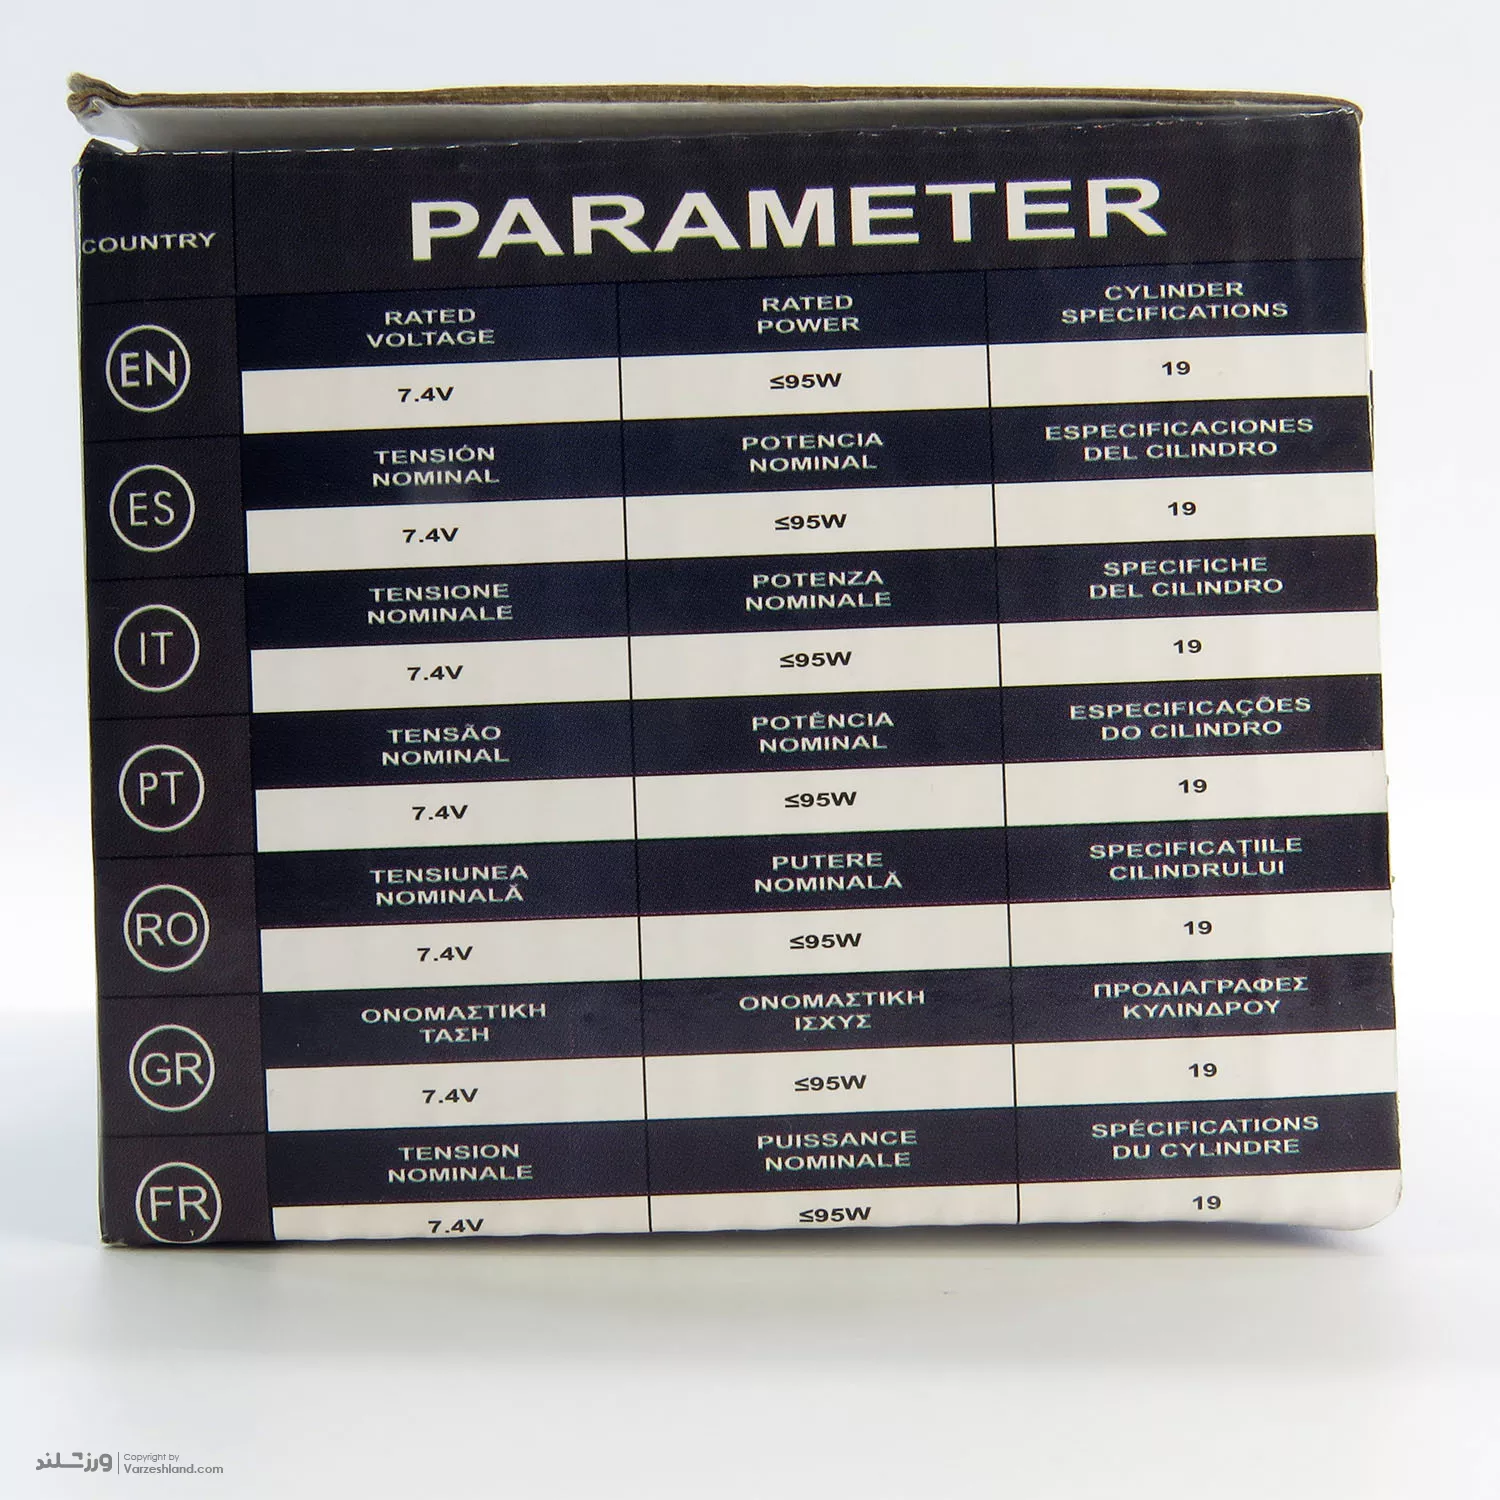 COUNTRY
PARAMETER
EN
RATED
VOLTAGE
RATED
POWER
CYLINDER
SPECIFICATIONS
7.4V
≤95W
19
ES
TENSIÓN
NOMINAL
POTENCIA
NOMINAL
ESPECIFICACIONES
DEL CILINDRO
7.4V
≤95W
19
IT
TENSIONE
NOMINALE
POTENZA
NOMINALE
SPECIFICHE
DEL CILINDRO
7.4V
≤95W
19
PT
TENSÃO
NOMINAL
POTÊNCIA
NOMINAL
ESPECIFICAÇÕES
DO CILINDRO
7.4V
≤95W
19
RO
TENSIUNEA
NOMINALĂ
PUTERE
NOMINALĂ
SPECIFICAȚIILE
CILINDRULUI
7.4V
≤95W
19
GR
ΟΝΟΜΑΣΤΙΚΗ
ΤΑΣΗ
ΟΝΟΜΑΣΤΙΚΗ
ΙΣΧΥΣ
ΠΡΟΔΙΑΓΡΑΦΕΣ
ΚΥΛΙΝΔΡΟΥ
7.4V
≤95W
19
FR
TENSION
NOMINALE
PUISSANCE
NOMINALE
SPÉCIFICATIONS
DU CYLINDRE
7.4V
≤95W
19
ورزشلند
Copyright by
Varzeshland.com